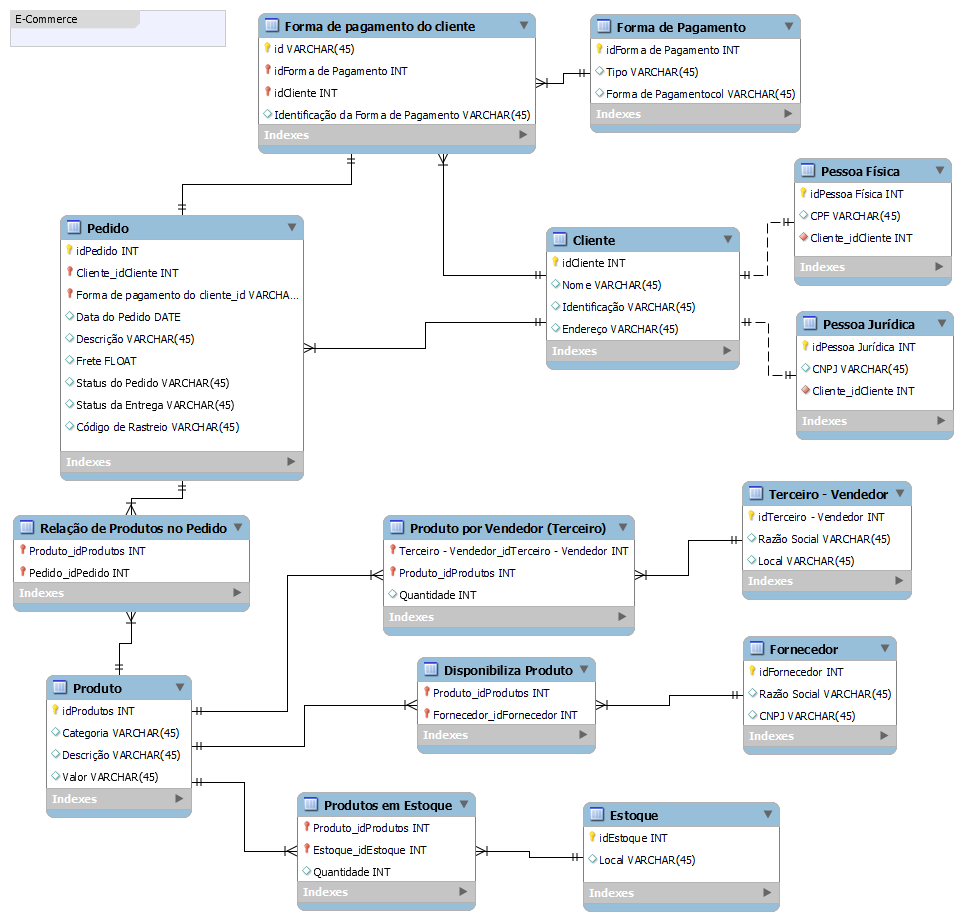 E-Commerce
Forma de pagamento do cliente
id VARCHAR(45)
idForma de Pagamento INT
idCliente INT
Identificação da Forma de Pagamento VARCHAR(45)
Indexes
Forma de Pagamento
idForma de Pagamento INT
Tipo VARCHAR(45)
Forma de Pagamentocol VARCHAR(45)
Indexes
Pessoa Física
idPessoa Física INT
CPF VARCHAR(45)
Cliente_idCliente INT
Indexes
Pedido
idPedido INT
Cliente_idCliente INT
Forma de pagamento do cliente_id VARCHA...
Data do Pedido DATE
Descrição VARCHAR(45)
Frete FLOAT
Status do Pedido VARCHAR(45)
Status da Entrega VARCHAR(45)
Código de Rastreio VARCHAR(45)
Indexes
Cliente
idCliente INT
Nome VARCHAR(45)
Identificação VARCHAR(45)
Endereço VARCHAR(45)
Indexes
Pessoa Jurídica
idPessoa Jurídica INT
CNPJ VARCHAR(45)
Cliente_idCliente INT
Indexes
Relação de Produtos no Pedido
Produto_idProdutos INT
Pedido_idPedido INT
Indexes
Produto por Vendedor (Terceiro)
Terceiro - Vendedor_idTerceiro - Vendedor INT
Produto_idProdutos INT
Quantidade INT
Indexes
Terceiro - Vendedor
idTerceiro - Vendedor INT
Razão Social VARCHAR(45)
Local VARCHAR(45)
Indexes
Produto
idProdutos INT
Categoria VARCHAR(45)
Descrição VARCHAR(45)
Valor VARCHAR(45)
Indexes
Disponibiliza Produto
Produto_idProdutos INT
Fornecedor_idFornecedor INT
Indexes
Fornecedor
idFornecedor INT
Razão Social VARCHAR(45)
CNPJ VARCHAR(45)
Indexes
Produtos em Estoque
Produto_idProdutos INT
Estoque_idEstoque INT
Quantidade INT
Indexes
Estoque
idEstoque INT
Local VARCHAR(45)
Indexes